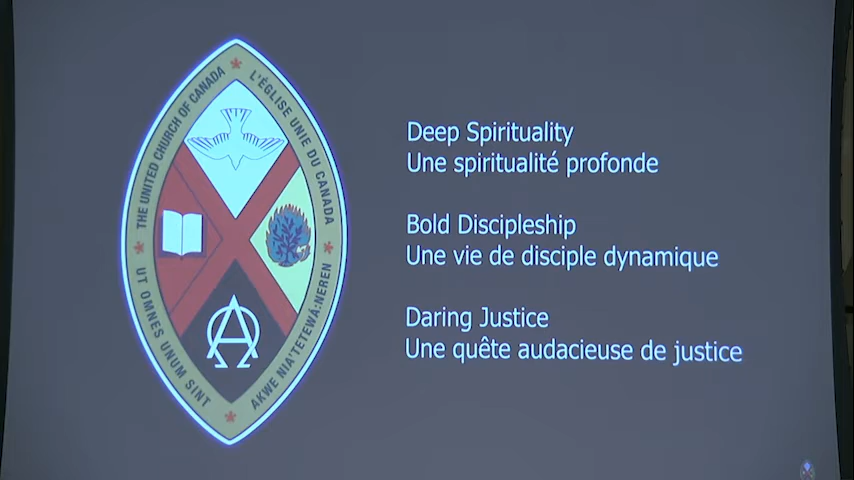 THE UNITED CHURCH OF CANADA
L'ÉGLISE UNIE DU CANADA
UT OMNES UNUM SINT
AKWE NIA'TETEWÁ:NEREN
ΑΩ
Deep Spirituality
Une spiritualité profonde
Bold Discipleship
Une vie de disciple dynamique
Daring Justice
Une quête audacieuse de justice